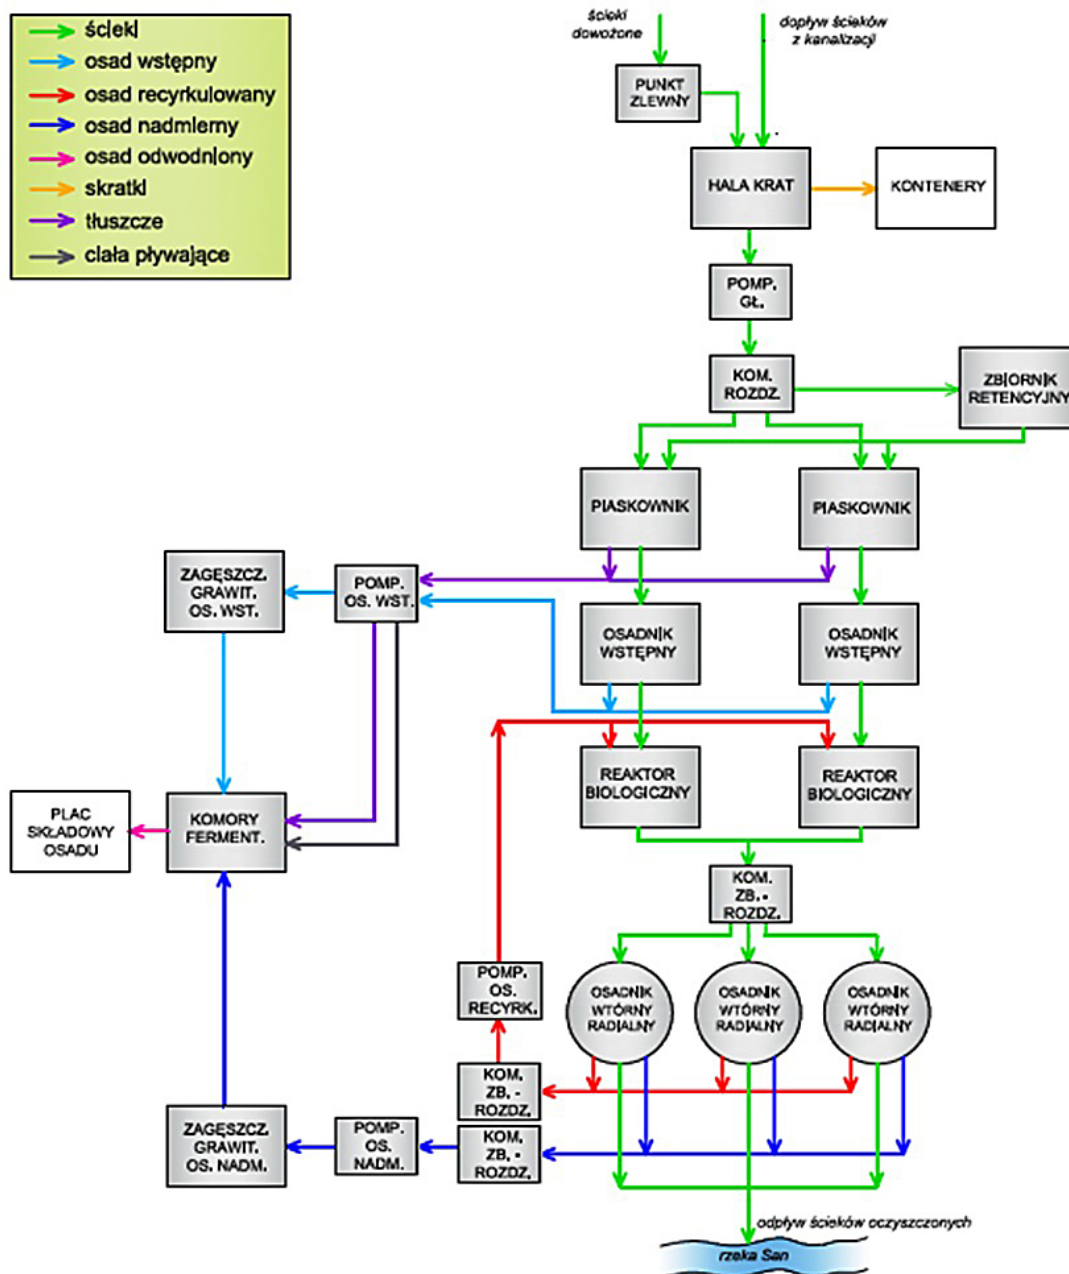 ścieki
osad wstępny
osad recyrkulowany
osad nadmierny
osad odwodniony
skratki
tłuszcze
ciała pływające
ścieki
dowożone
dopływ ścieków
z kanalizacji
PUNKT
ZLEWNY
HALA KRAT
KONTENERY
POMP.
GŁ.
KOM.
ROZDZ.
ZBIORNIK
RETENCYJNY
PIASKOWNIK
PIASKOWNIK
ZAGĘSZCZ.
GRAWIT.
OS. WST.
POMP.
OS. WST.
OSADNIK
WSTĘPNY
OSADNIK
WSTĘPNY
REAKTOR
BIOLOGICZNY
REAKTOR
BIOLOGICZNY
PLAC
SKŁADOWY
OSADU
KOMORY
FERMENT.
KOM.
ZB. -
ROZDZ.
POMP.
OS.
RECYRK.
OSADNIK
WTÓRNY
RADIALNY
OSADNIK
WTÓRNY
RADIALNY
OSADNIK
WTÓRNY
RADIALNY
KOM.
ZB. -
ROZDZ.
ZAGĘSZCZ.
GRAWIT.
OS. NADM.
POMP.
OS.
NADM.
KOM.
ZB. -
ROZDZ.
odpływ ścieków oczyszczonych
rzeka San